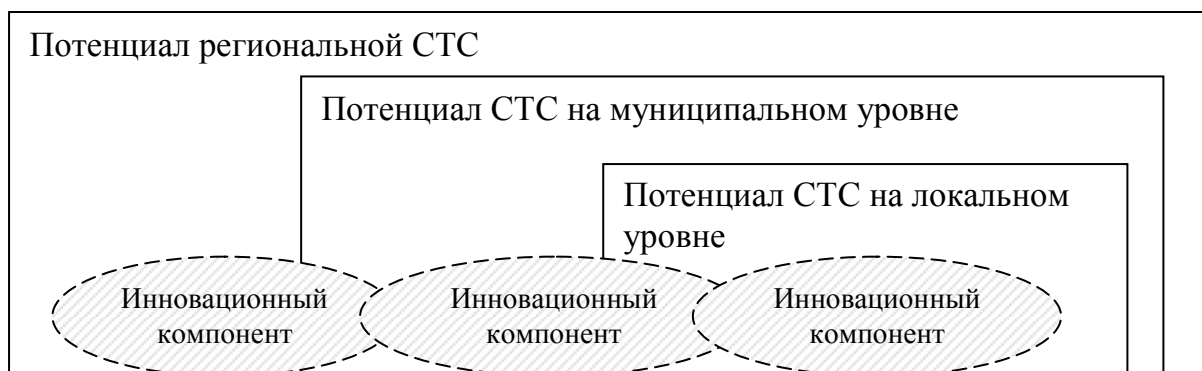 Потенциал региональной СТС
Потенциал СТС на муниципальном уровне
Потенциал СТС на локальном
уровне
Инновационный
компонент
Инновационный
компонент
Инновационный
компонент